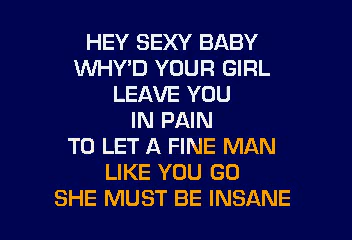 HEY SEXY BABY
WHY'D YOUR GIRL
LEAVE YOU
IN PAIN
TO LET A FINE MAN
LIKE YOU GO
SHE MUST BE INSANE